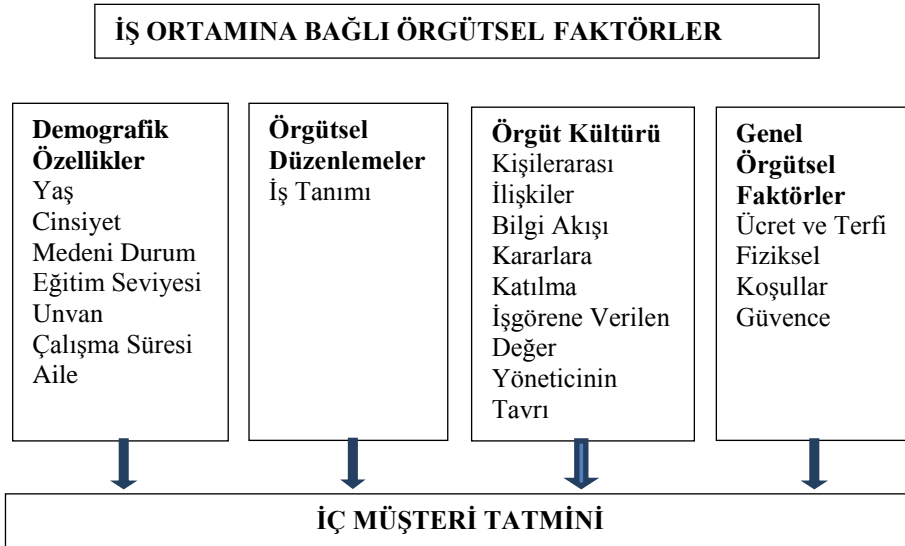 İŞ ORTAMINA BAĞLI ÖRGÜTSEL FAKTÖRLER
Demografik
Özellikler
Yaş
Cinsiyet
Medeni Durum
Eğitim Seviyesi
Unvan
Çalışma Süresi
Aile
Örgütsel
Düzenlemeler
İş Tanımı
Örgüt Kültürü
Kişilerarası
İlişkiler
Bilgi Akışı
Kararlara
Katılma
İşgörene Verilen
Değer
Yöneticinin
Tavrı
Genel
Örgütsel
Faktörler
Ücret ve Terfi
Fiziksel
Koşullar
Güvence
İÇ MÜŞTERİ TATMİNİ